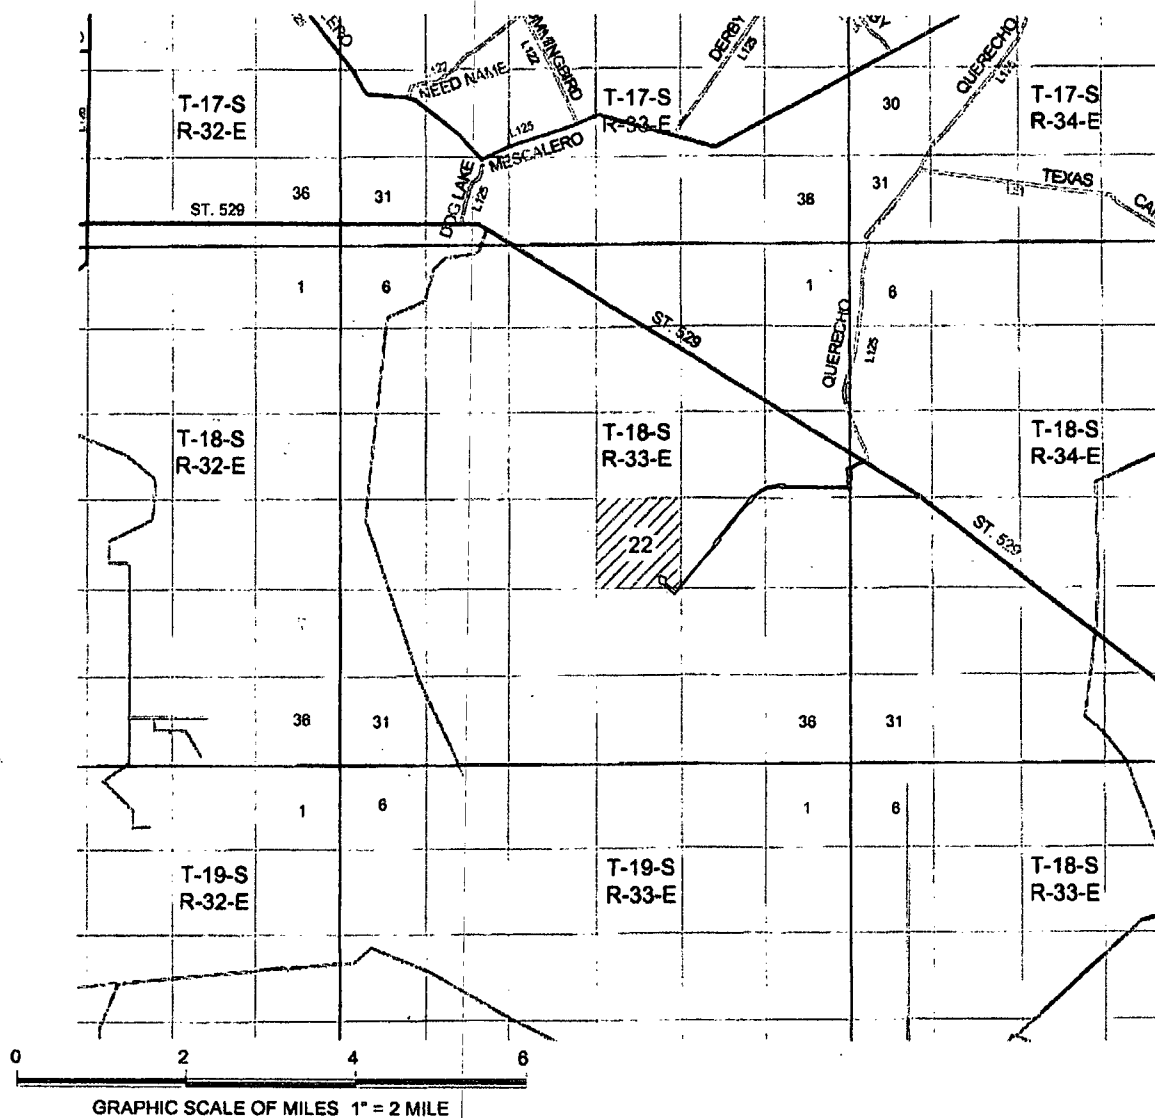 NEED NAME
L122
DERBY
L125
QUERECHO
T-17-S
R-32-E
T-17-S
R-33-E
30
T-17-S
R-34-E
L125
MESCALERO
DOG LAKE
L125
36
31
36
31
TEXAS
ST. 529
1
6
1
6
ST. 529
QUERECHO
L125
T-18-S
R-32-E
T-18-S
R-33-E
T-18-S
R-34-E
22
ST. 529
36
31
36
31
1
6
1
6
T-19-S
R-32-E
T-19-S
R-33-E
T-18-S
R-33-E
0 2 4 6
GRAPHIC SCALE OF MILES 1" = 2 MILE